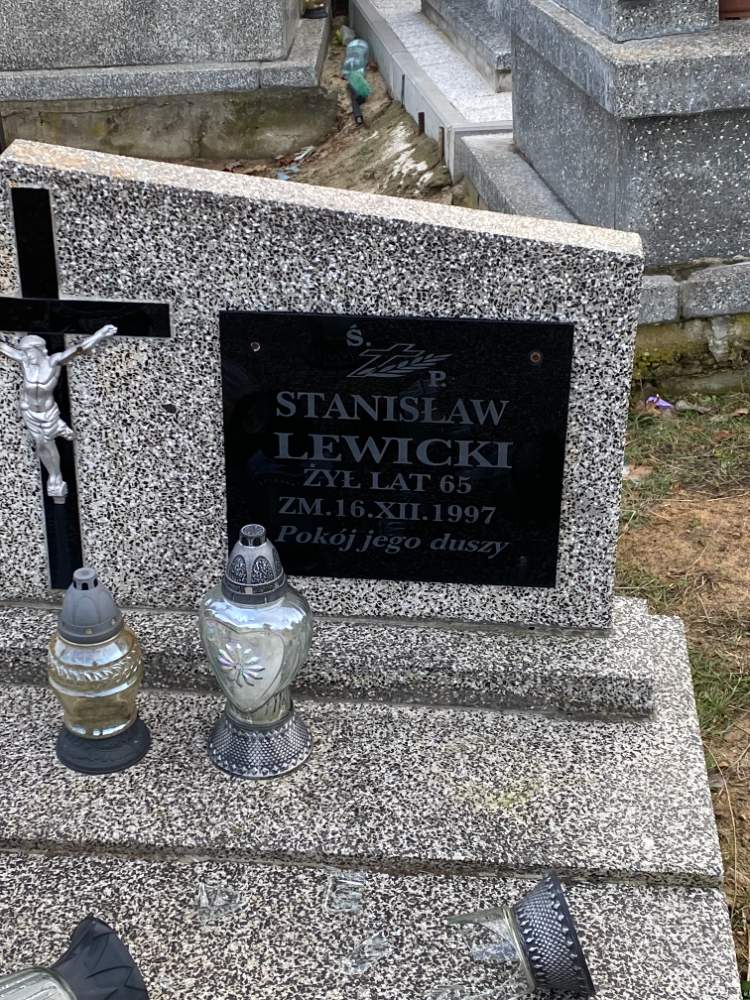 Ś. P.
STANISŁAW
LEWICKI
ŻYŁ LAT 65
ZM.16.XII.1997
Pokój jego duszy